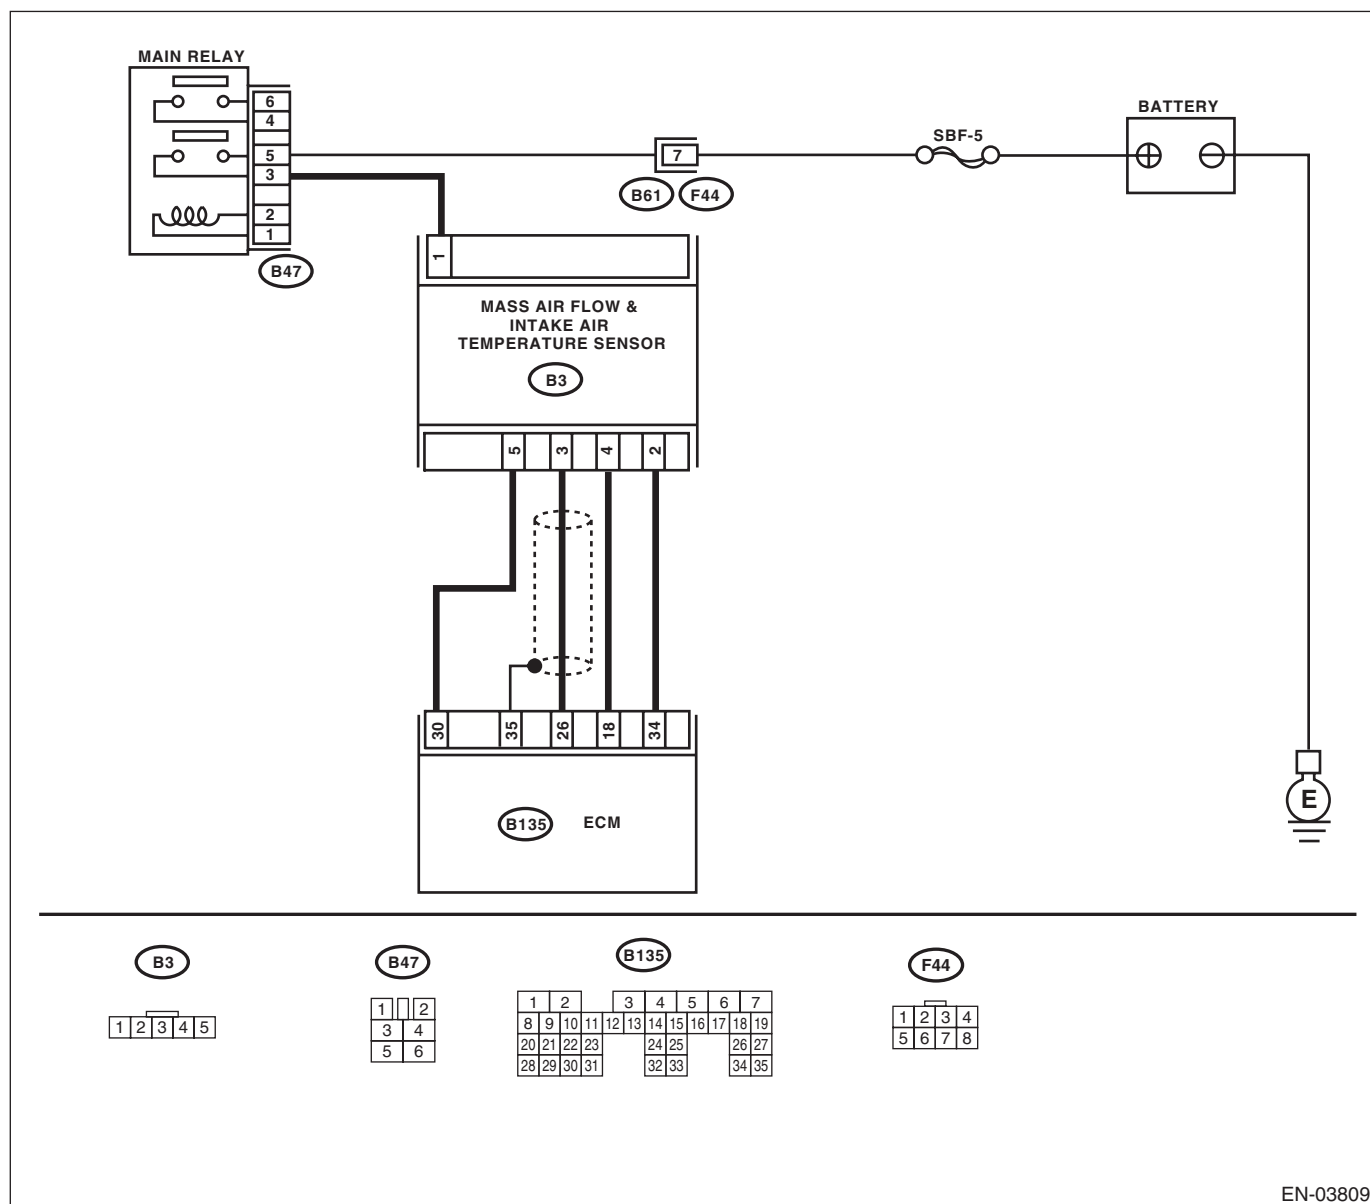 MAIN RELAY
6
4
5
3
2
1
B47
7
B61 F44
SBF-5
BATTERY
1
MASS AIR FLOW &
INTAKE AIR
TEMPERATURE SENSOR
B3
5 3 4 2
30 35 26 18 34
B135 ECM
E
B3
1 2 3 4 5
B47
1 2
3 4
5 6
B135
1 2 3 4 5 6 7
8 9 10 11 12 13 14 15 16 17 18 19
20 21 22 23 24 25 26 27
28 29 30 31 32 33 34 35
F44
1 2 3 4
5 6 7 8
EN-03809